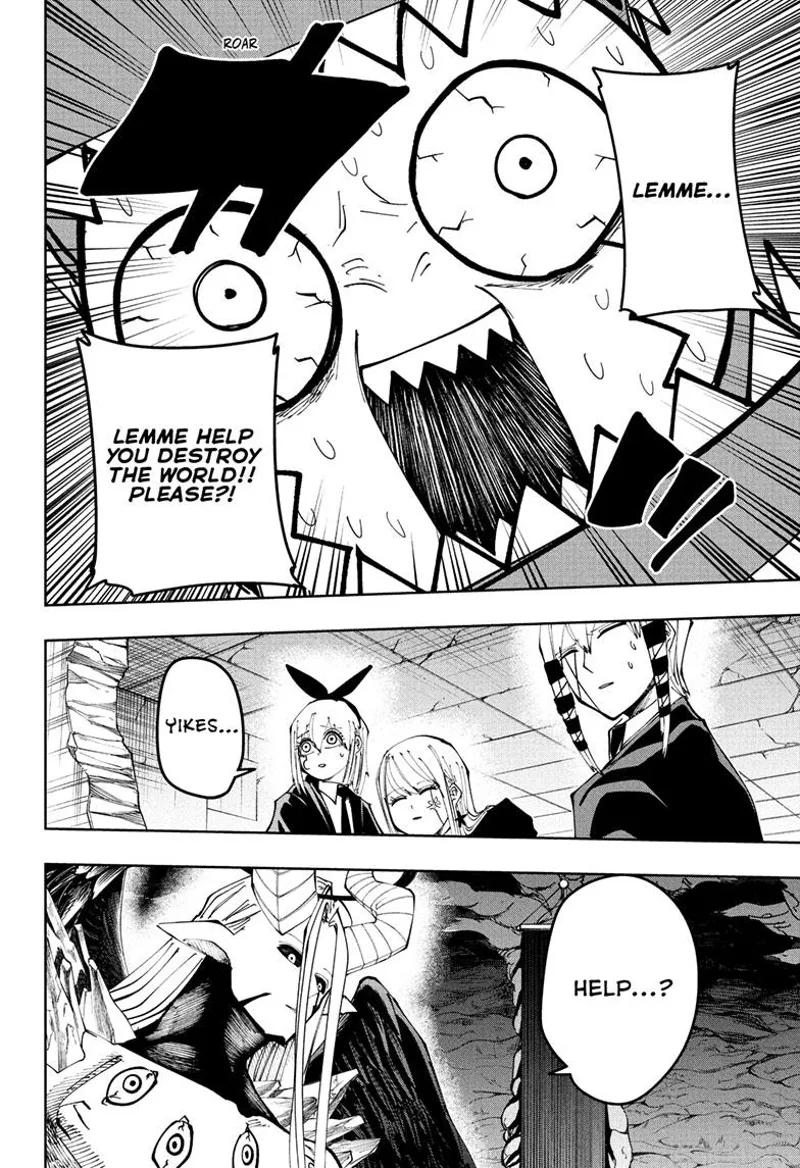 ROAR
LEMME...
LEMME HELP
YOU DESTROY
THE WORLD!!
PLEASE?!
YIKES...
HELP...?